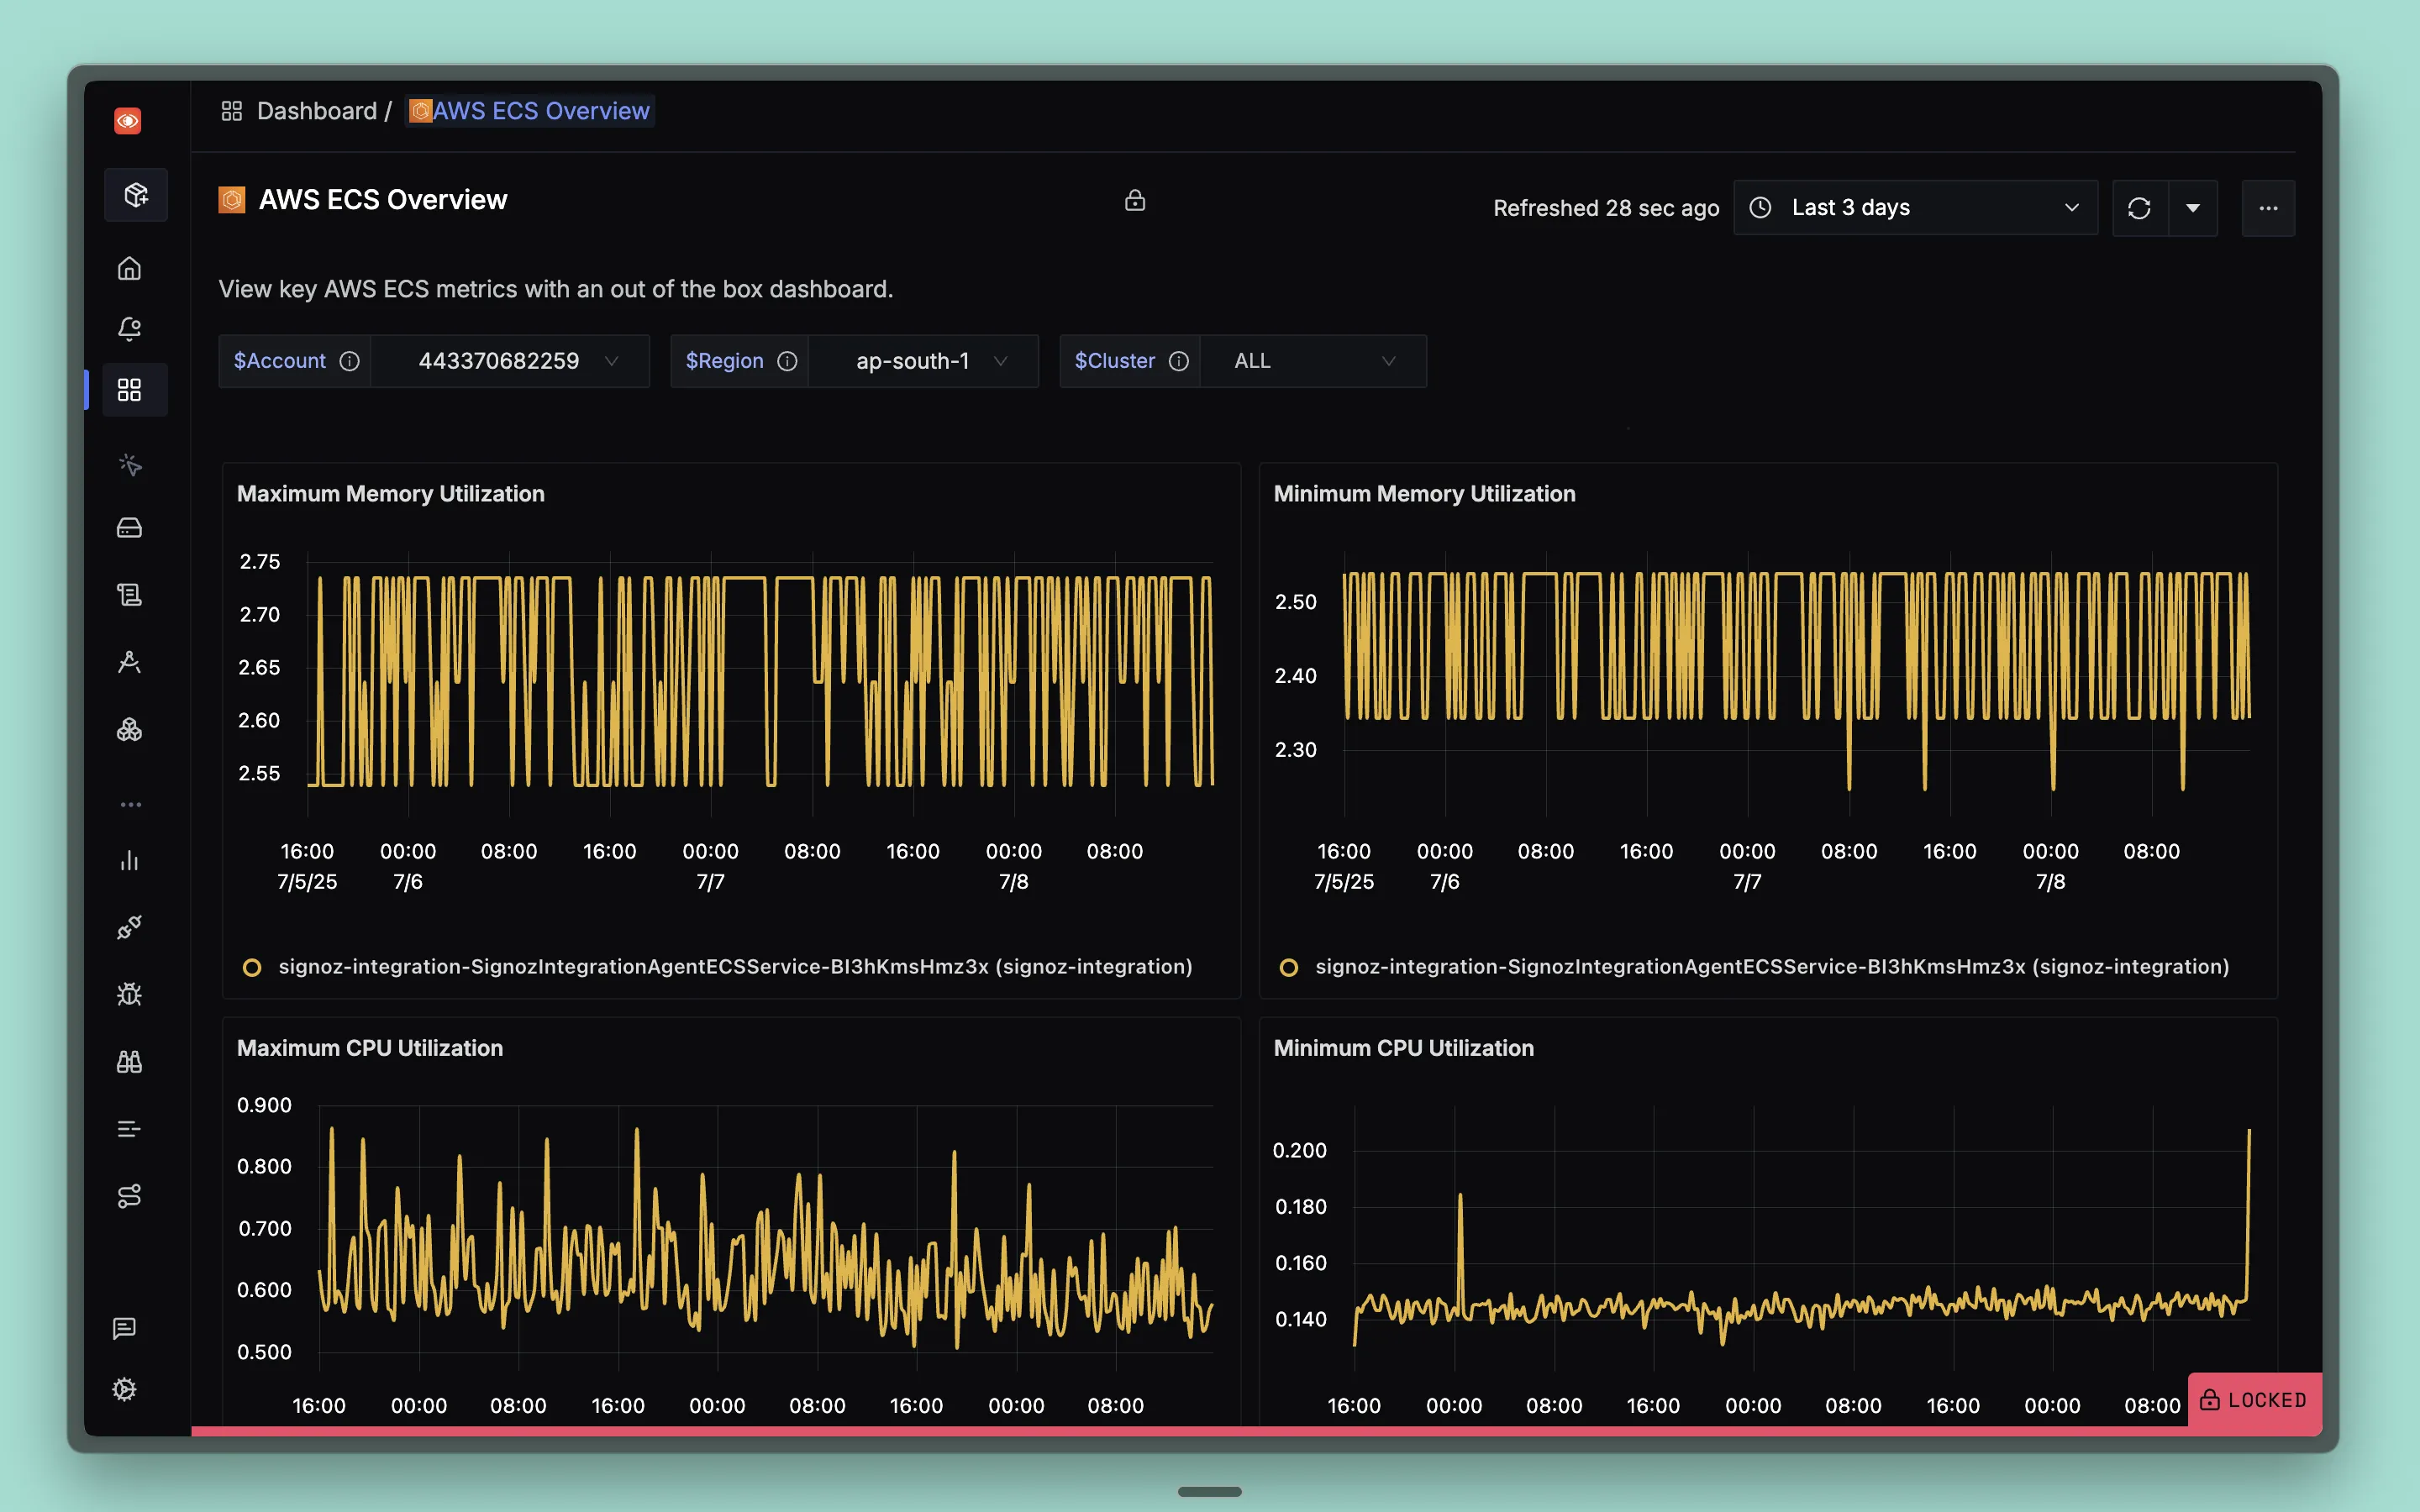 Dashboard / AWS ECS Overview
AWS ECS Overview
Refreshed 28 sec ago
Last 3 days
View key AWS ECS metrics with an out of the box dashboard.
$Account 443370682259
$Region ap-south-1
$Cluster ALL
Maximum Memory Utilization
2.75
2.70
2.65
2.60
2.55
16:00 00:00 08:00 16:00 00:00 08:00 16:00 00:00 08:00
7/5/25 7/6 7/7 7/8
signoz-integration-SignozIntegrationAgentECSService-BI3hKmsHmz3x (signoz-integration)
Minimum Memory Utilization
2.50
2.40
2.30
16:00 00:00 08:00 16:00 00:00 08:00 16:00 00:00 08:00
7/5/25 7/6 7/7 7/8
signoz-integration-SignozIntegrationAgentECSService-BI3hKmsHmz3x (signoz-integration)
Maximum CPU Utilization
0.900
0.800
0.700
0.600
0.500
16:00 00:00 08:00 16:00 00:00 08:00 16:00 00:00 08:00
Minimum CPU Utilization
0.200
0.180
0.160
0.140
16:00 00:00 08:00 16:00 00:00 08:00 16:00 00:00 08:00
LOCKED